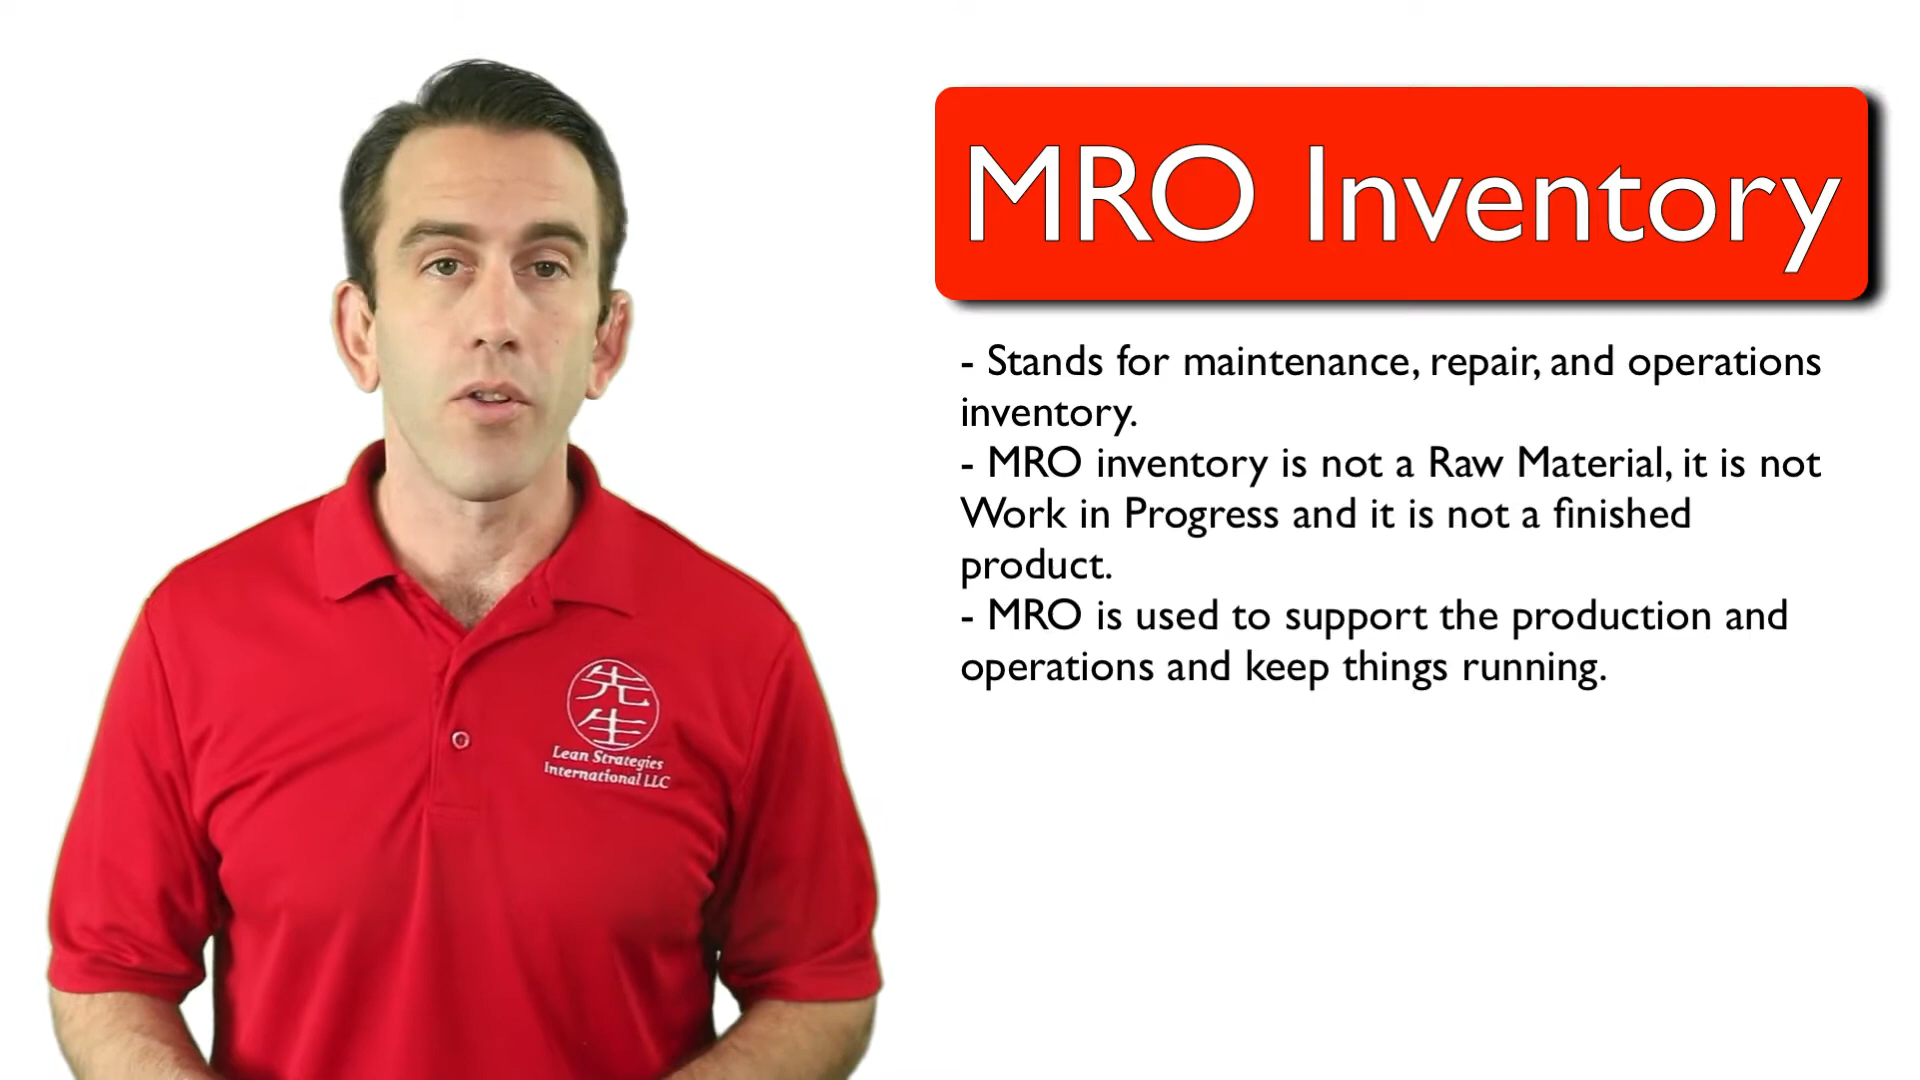 MRO Inventory
- Stands for maintenance, repair, and operations
inventory.
- MRO inventory is not a Raw Material, it is not
Work in Progress and it is not a finished
product.
- MRO is used to support the production and
operations and keep things running.
先
生
Lean Strategies
International LLC